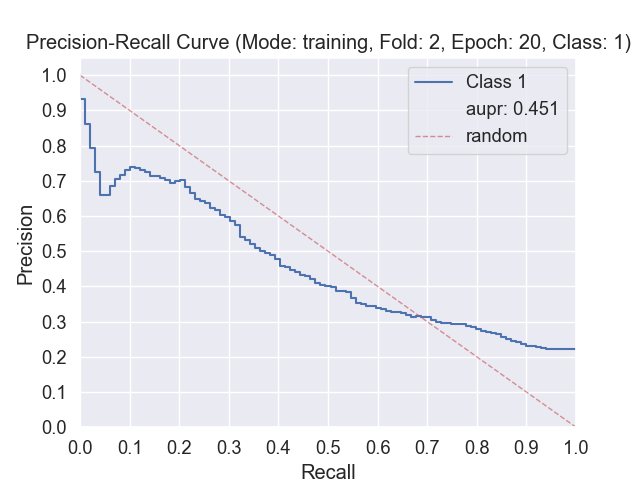 Precision-Recall Curve (Mode: training, Fold: 2, Epoch: 20, Class: 1)
Class 1
aupr: 0.451
random
Precision
1.0
0.9
0.8
0.7
0.6
0.5
0.4
0.3
0.2
0.1
0.0
0.0 0.1 0.2 0.3 0.4 0.5 0.6 0.7 0.8 0.9 1.0
Recall